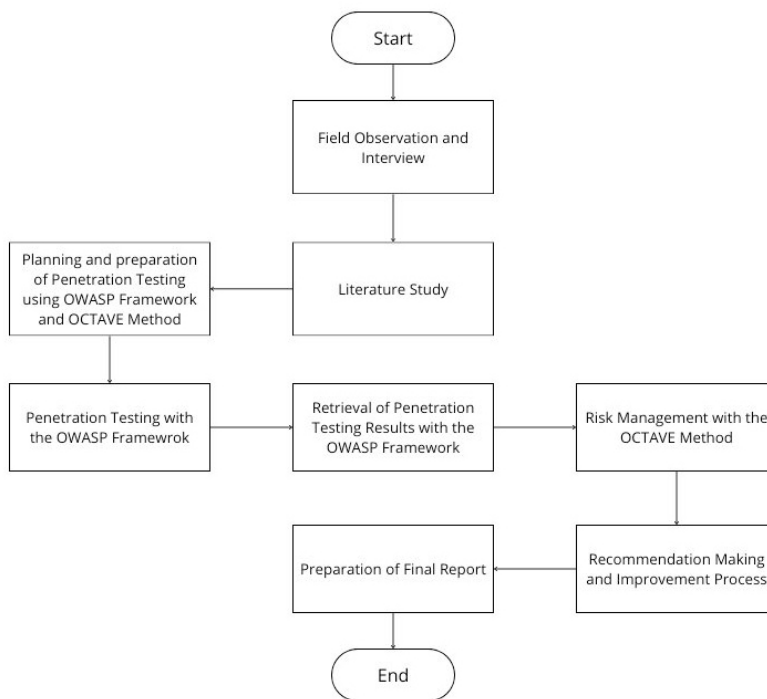 Start
Field Observation and
Interview
Literature Study
Planning and preparation
of Penetration Testing
using OWASP Framework
and OCTAVE Method
Penetration Testing with
the OWASP Framewrok
Retrieval of Penetration
Testing Results with the
OWASP Framework
Risk Management with the
OCTAVE Method
Recommendation Making
and Improvement Process
Preparation of Final Report
End